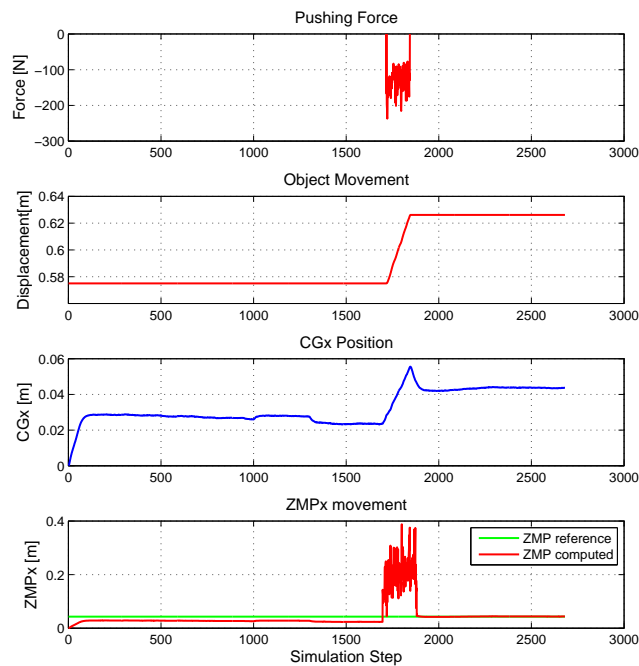 Pushing Force
Force [N]
0
−100
−200
−300
0 500 1000 1500 2000 2500 3000
Object Movement
Displacement[m]
0.64
0.62
0.6
0.58
0 500 1000 1500 2000 2500 3000
CGx Position
CGx [m]
0.06
0.04
0.02
0
0 500 1000 1500 2000 2500 3000
ZMPx movement
ZMPx [m]
0.4
0.2
0
ZMP reference
ZMP computed
0 500 1000 1500 2000 2500 3000
Simulation Step